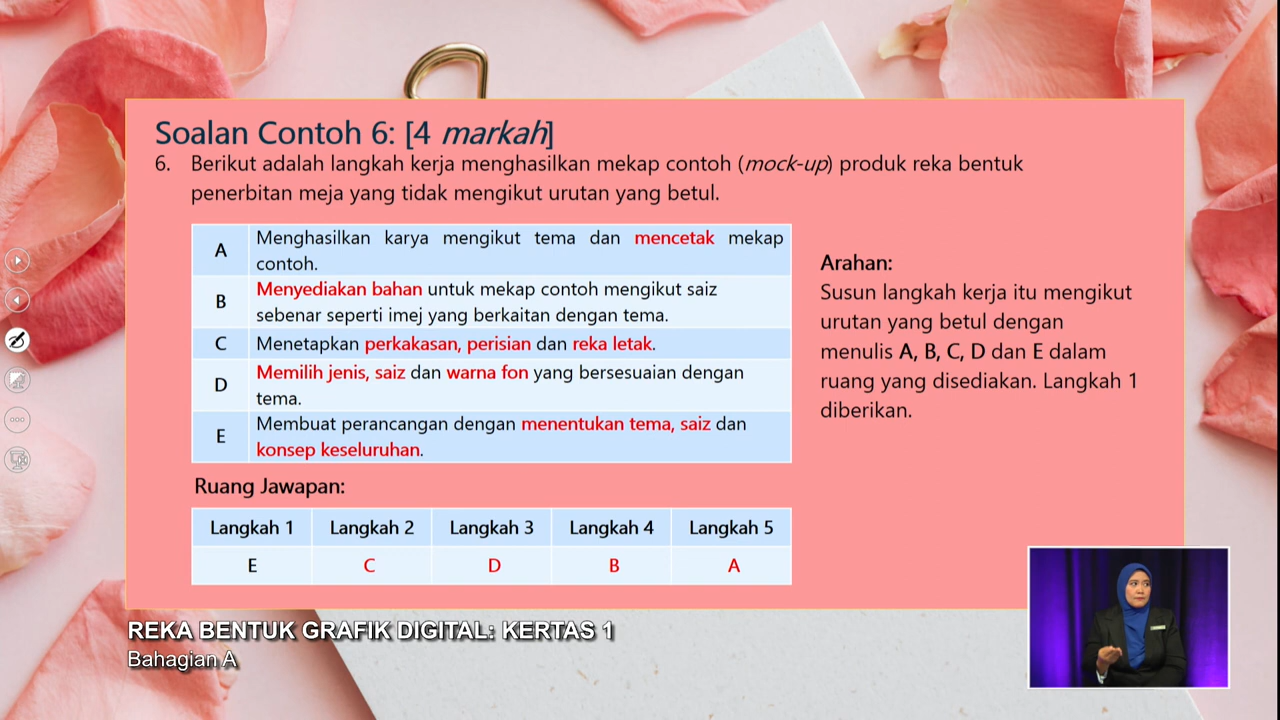 Soalan Contoh 6: [4 markah]
6. Berikut adalah langkah kerja menghasilkan mekap contoh (mock-up) produk reka bentuk
penerbitan meja yang tidak mengikut urutan yang betul.
A Menghasilkan karya mengikut tema dan mencetak mekap
contoh.
B Menyediakan bahan untuk mekap contoh mengikut saiz
sebenar seperti imej yang berkaitan dengan tema.
C Menetapkan perkakasan, perisian dan reka letak.
D Memilih jenis, saiz dan warna fon yang bersesuaian dengan
tema.
E Membuat perancangan dengan menentukan tema, saiz dan
konsep keseluruhan.
Arahan:
Susun langkah kerja itu mengikut
urutan yang betul dengan
menulis A, B, C, D dan E dalam
ruang yang disediakan. Langkah 1
diberikan.
Ruang Jawapan:
Langkah 1 Langkah 2 Langkah 3 Langkah 4 Langkah 5
E C D B A
REKA BENTUK GRAFIK DIGITAL: KERTAS 1
Bahagian A